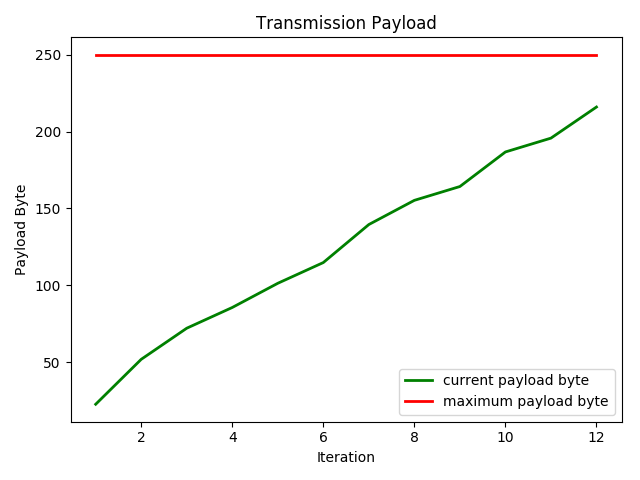 Transmission Payload
250
200
150
100
50
Payload Byte
current payload byte
maximum payload byte
2 4 6 8 10 12
Iteration